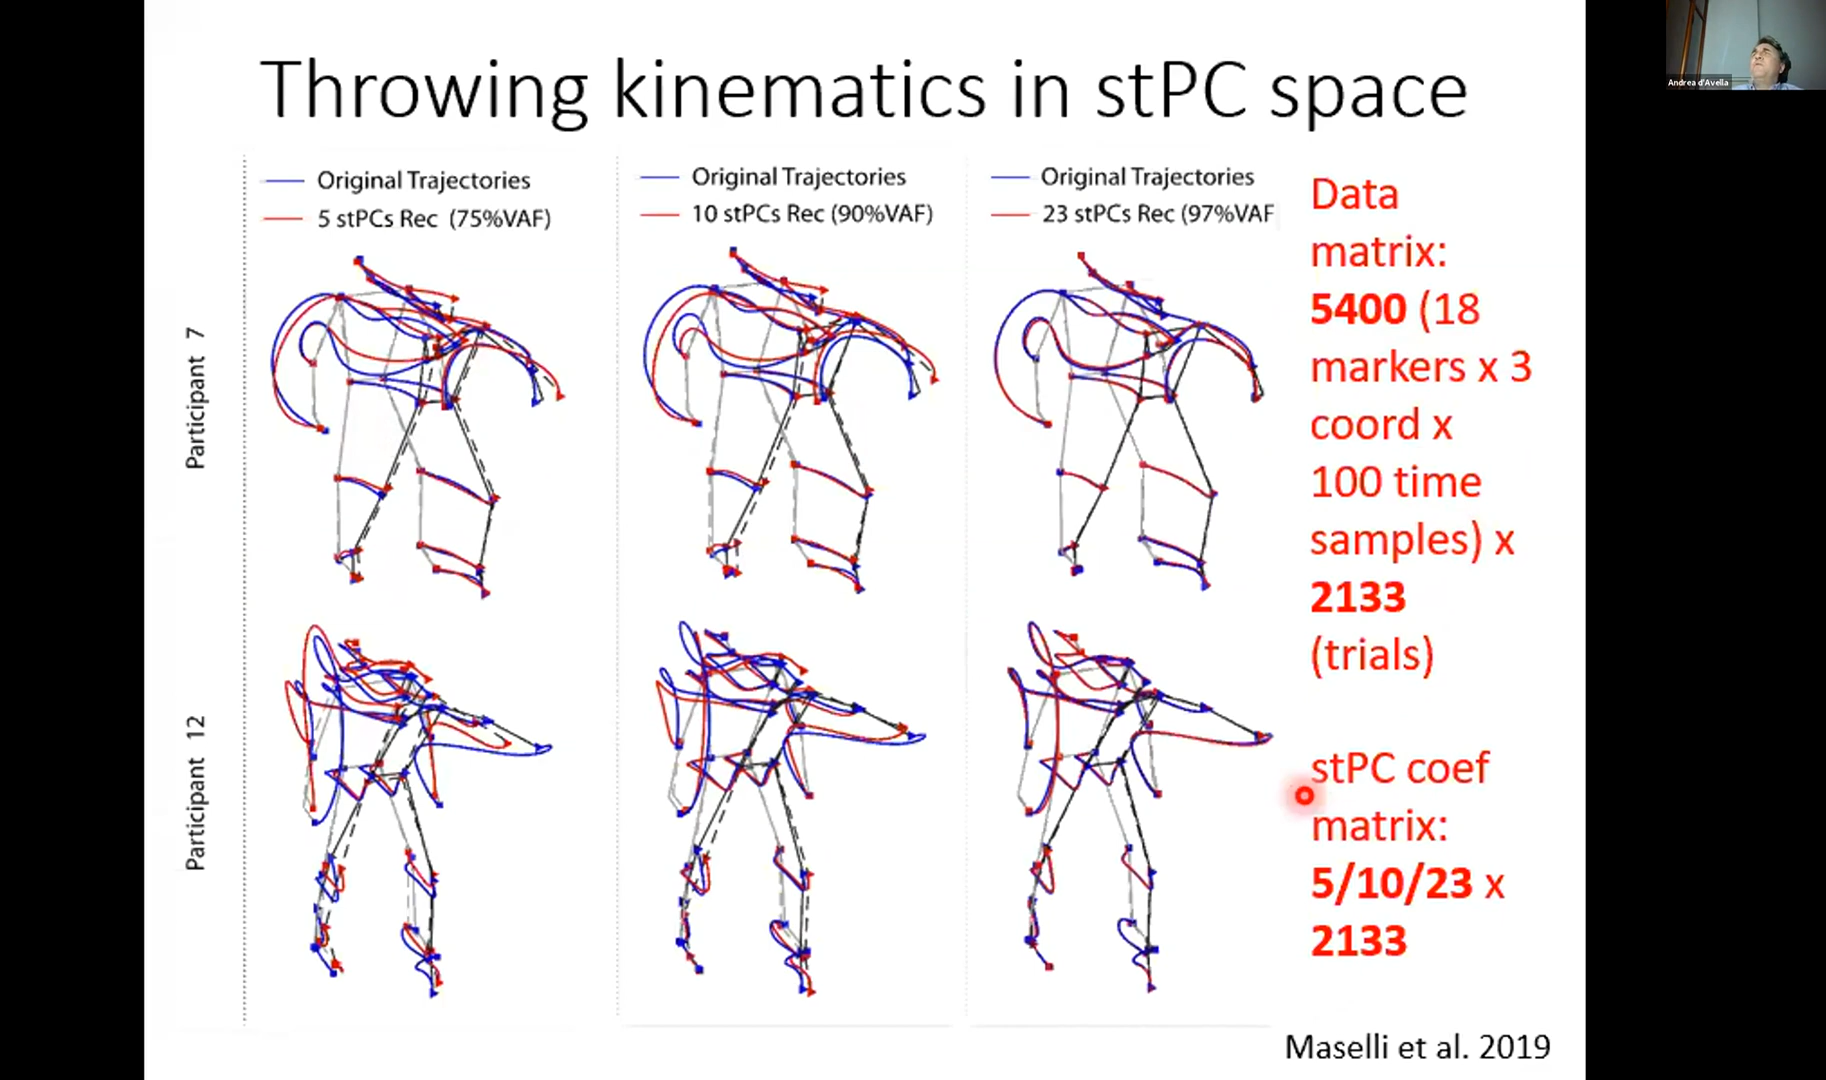 Andrea d'Avella
Throwing kinematics in stPC space
Original Trajectories
5 stPCs Rec (75%VAF)
Original Trajectories
10 stPCs Rec (90%VAF)
Original Trajectories
23 stPCs Rec (97%VAF
Participant 7
Participant 12
Data
matrix:
5400 (18
markers x 3
coord x
100 time
samples) x
2133
(trials)
stPC coef
matrix:
5/10/23 x
2133
Maselli et al. 2019